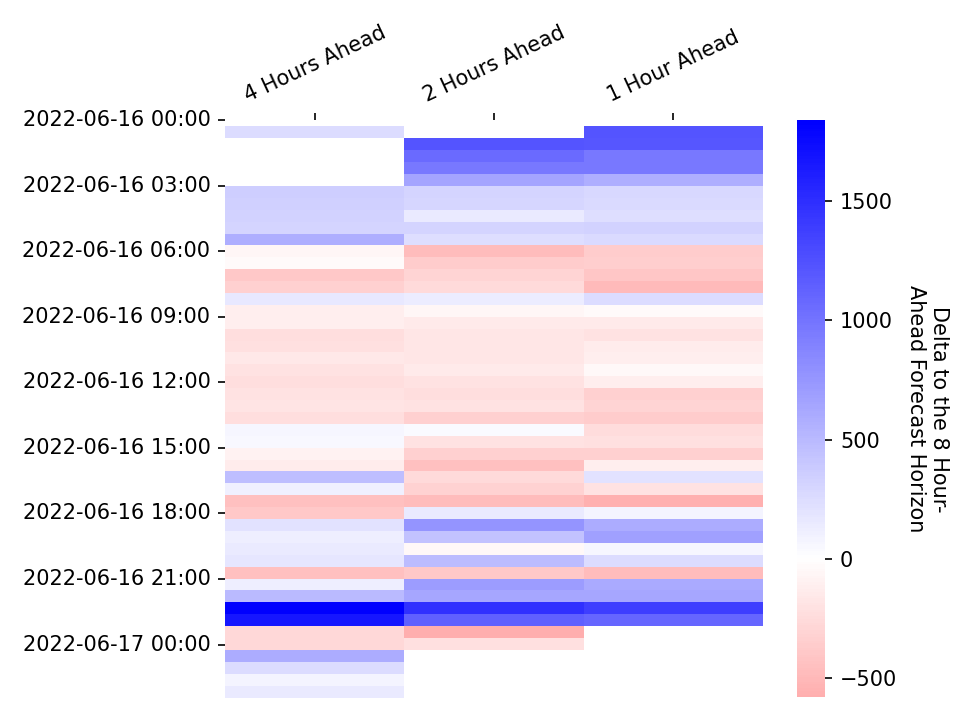 4 Hours Ahead
2 Hours Ahead
1 Hour Ahead
2022-06-16 00:00
2022-06-16 03:00
2022-06-16 06:00
2022-06-16 09:00
2022-06-16 12:00
2022-06-16 15:00
2022-06-16 18:00
2022-06-16 21:00
2022-06-17 00:00
1500
1000
500
0
−500
Delta to the 8 Hour-
Ahead Forecast Horizon